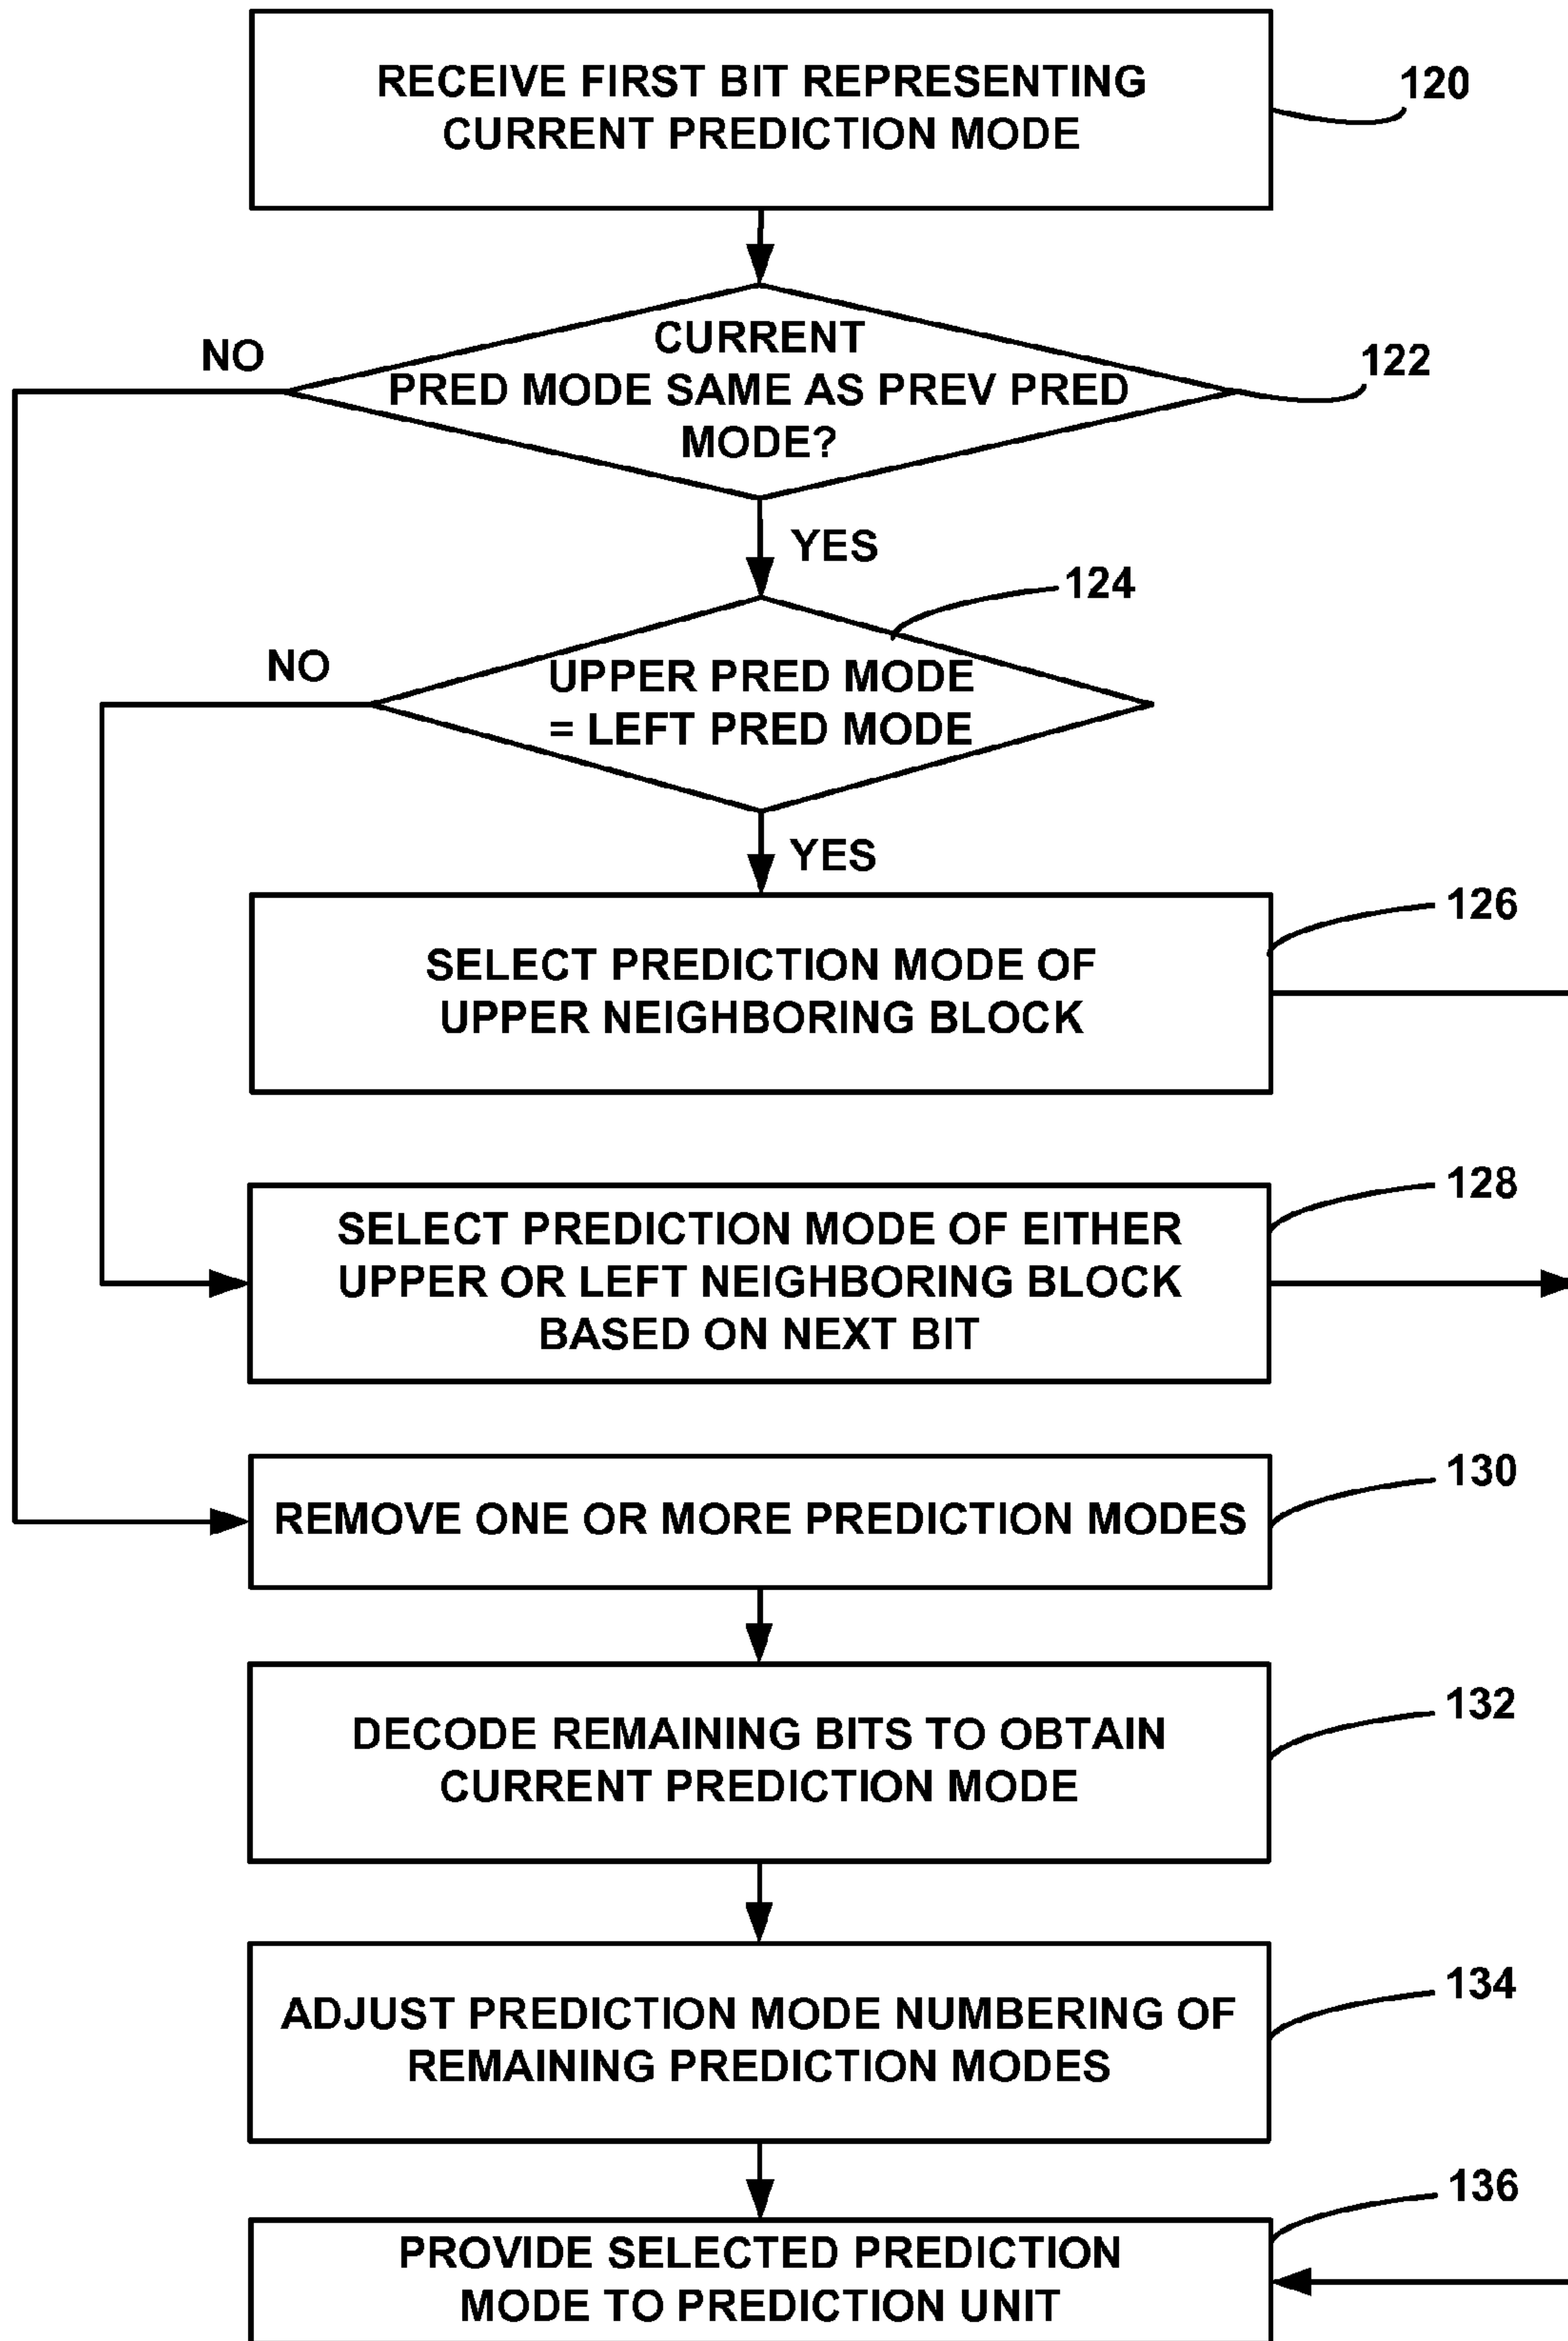 RECEIVE FIRST BIT REPRESENTING
CURRENT PREDICTION MODE
120
CURRENT
PRED MODE SAME AS PREV PRED
MODE?
NO
122
YES
124
UPPER PRED MODE
= LEFT PRED MODE
NO
YES
126
SELECT PREDICTION MODE OF
UPPER NEIGHBORING BLOCK
128
SELECT PREDICTION MODE OF EITHER
UPPER OR LEFT NEIGHBORING BLOCK
BASED ON NEXT BIT
130
REMOVE ONE OR MORE PREDICTION MODES
132
DECODE REMAINING BITS TO OBTAIN
CURRENT PREDICTION MODE
134
ADJUST PREDICTION MODE NUMBERING OF
REMAINING PREDICTION MODES
136
PROVIDE SELECTED PREDICTION
MODE TO PREDICTION UNIT